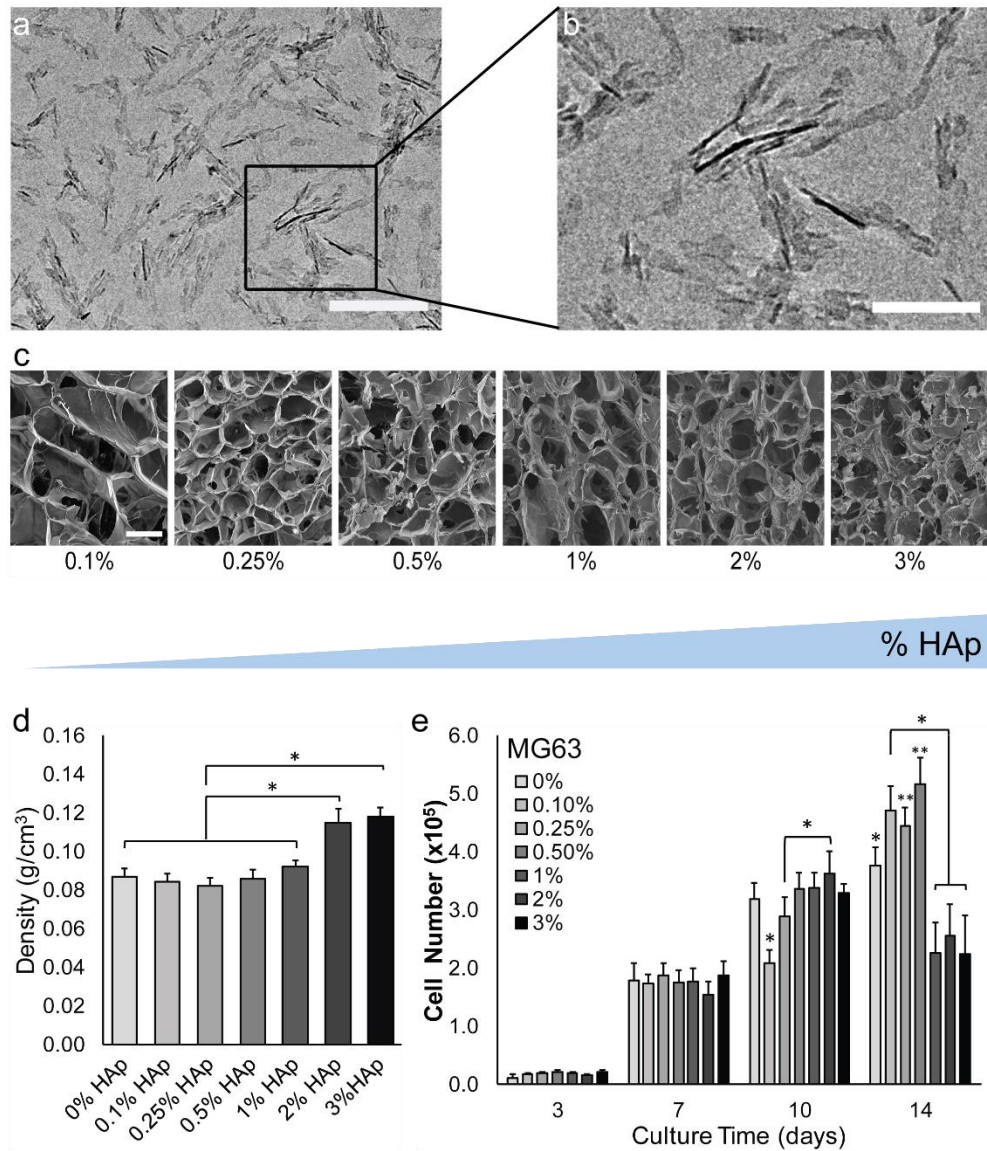 a
b
c
0.1% 0.25% 0.5% 1% 2% 3%
% HAp
d
0.16
0.14
0.12
0.10
0.08
0.06
0.04
0.02
0.00
Density (g/cm³)
*
*
0% HAp
0.1% HAp
0.25% HAp
0.5% HAp
1% HAp
2% HAp
3%HAp
e
6.0
5.0
4.0
3.0
2.0
1.0
0.0
Cell Number (x10⁵)
MG63
0%
0.10%
0.25%
0.50%
1%
2%
3%
*
*
*
**
**
*
3 7 10 14
Culture Time (days)